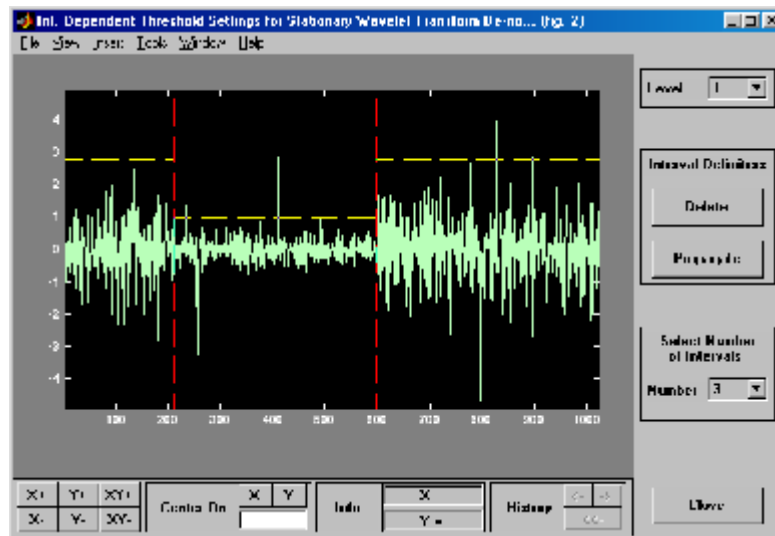 Int. Dependent Threshold Settings for Stationary Wavelet Transform De-no... (fig. 2)
File View Insert Tools Window Help
Level 1
4
3
2
1
0
-1
-2
-3
-4
100 200 300 400 500 600 700 800 900 1000
Interval Delimiters
Delete
Propagate
Select Number
of Intervals
Number 3
X+ Y+ XY+
X- Y- XY-
Center On
X Y
Info
X
Y =
History
<- ->
<<-
Close